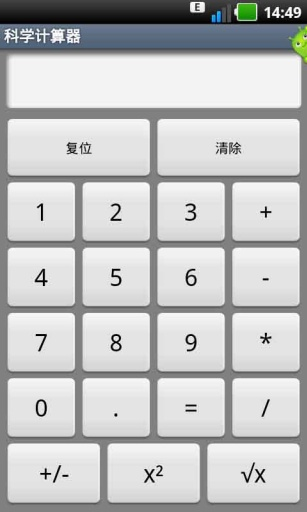 E 14:49
科学计算器
复位 清除
1 2 3 +
4 5 6 -
7 8 9 *
0 . = /
+/- x² √x